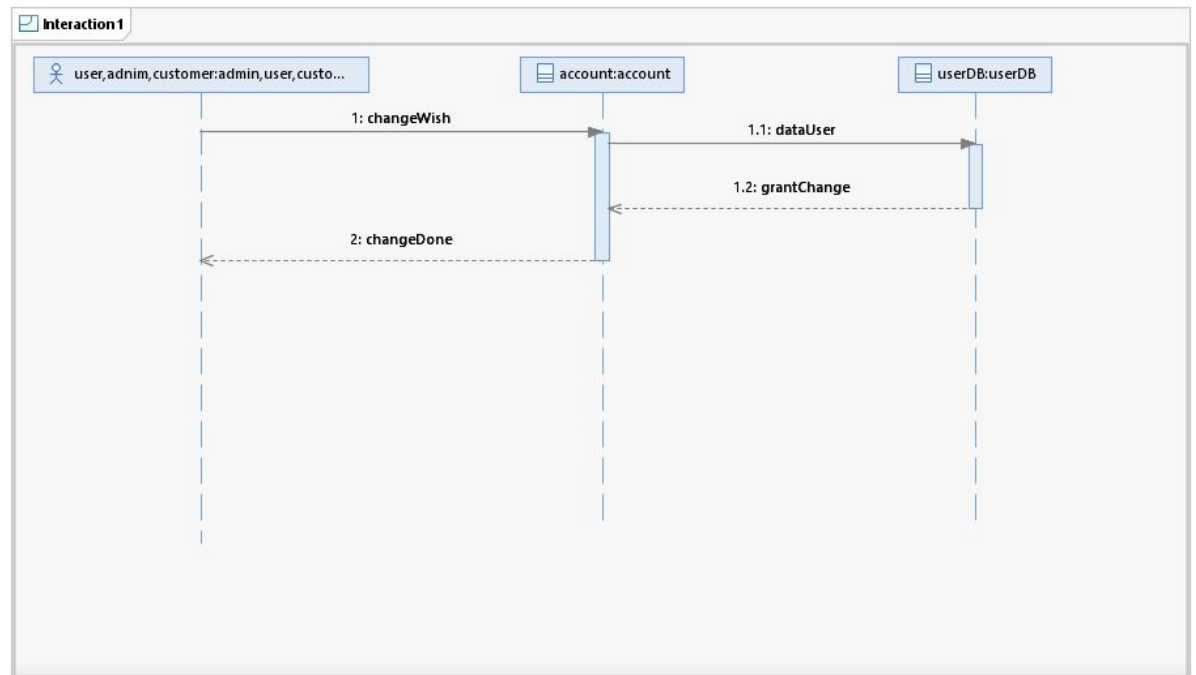 Interaction1
user,adnim,customer:admin,user,custo...
account:account
userDB:userDB
1: changeWish
1.1: dataUser
1.2: grantChange
2: changeDone